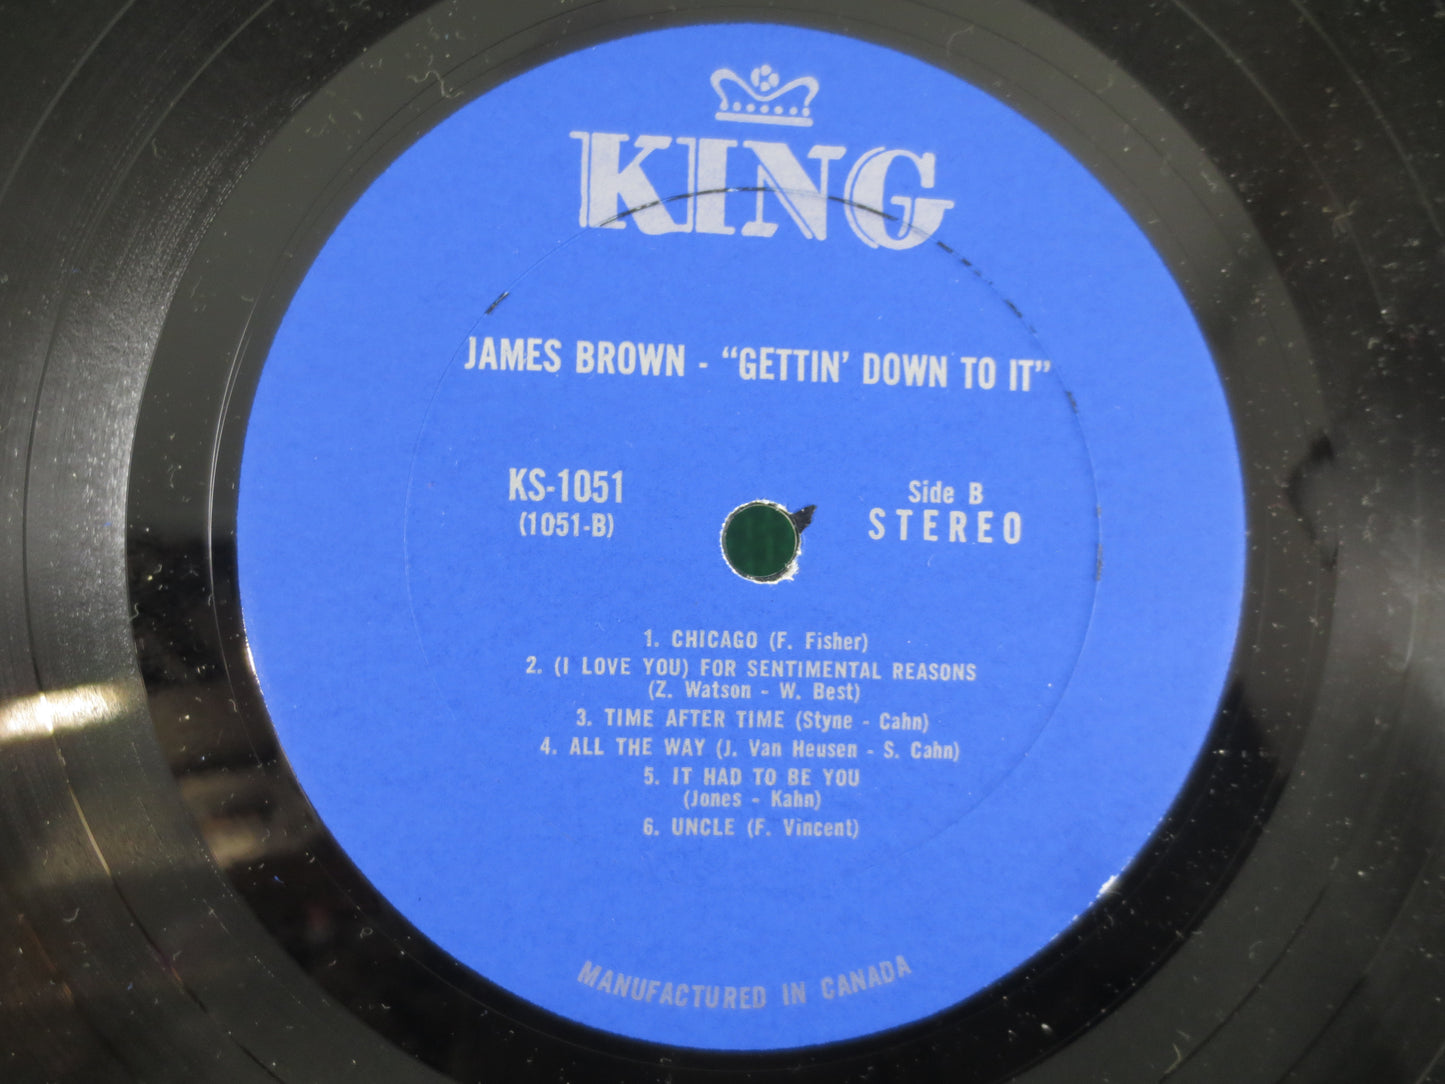 KING
JAMES BROWN - “GETTIN’ DOWN TO IT”
KS-1051
(1051-B)
Side B
STEREO
1. CHICAGO (F. Fisher)
2. (I LOVE YOU) FOR SENTIMENTAL REASONS
(Z. Watson - W. Best)
3. TIME AFTER TIME (Styne - Cahn)
4. ALL THE WAY (J. Van Heusen - S. Cahn)
5. IT HAD TO BE YOU
(Jones - Kahn)
6. UNCLE (F. Vincent)
MANUFACTURED IN CANADA